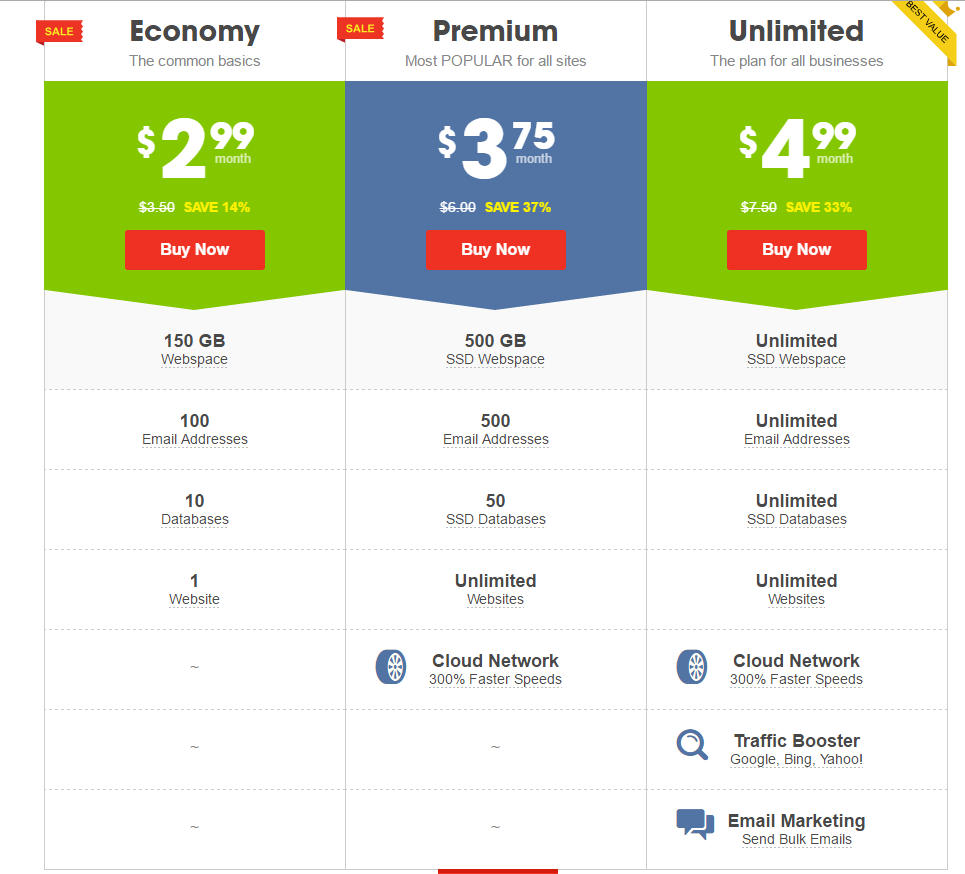 SALE
Economy
The common basics
SALE
Premium
Most POPULAR for all sites
Unlimited
The plan for all businesses
BEST VALUE
$2 99
month
$3.50 SAVE 14%
Buy Now
$3 75
month
$6.00 SAVE 37%
Buy Now
$4 99
month
$7.50 SAVE 33%
Buy Now
150 GB
Webspace
500 GB
SSD Webspace
Unlimited
SSD Webspace
100
Email Addresses
500
Email Addresses
Unlimited
Email Addresses
10
Databases
50
SSD Databases
Unlimited
SSD Databases
1
Website
Unlimited
Websites
Unlimited
Websites
~
Cloud Network
300% Faster Speeds
Cloud Network
300% Faster Speeds
~
~
Traffic Booster
Google, Bing, Yahoo!
~
~
Email Marketing
Send Bulk Emails